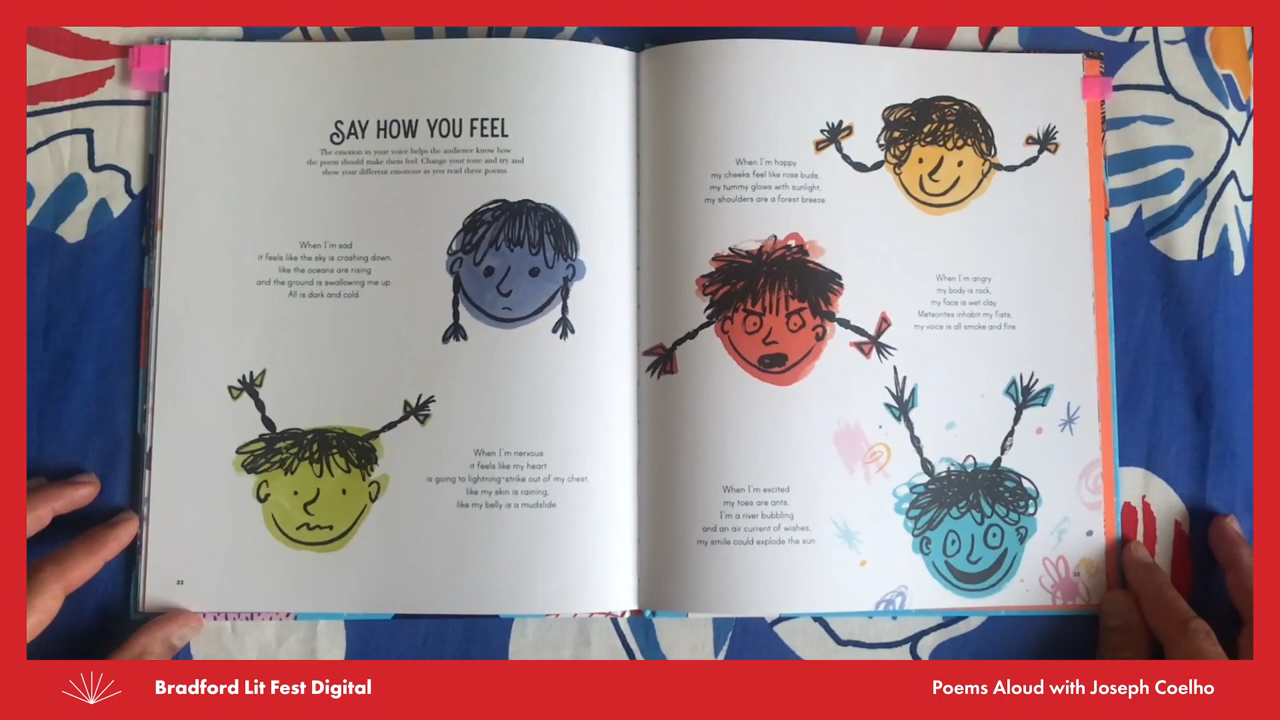 SAY HOW YOU FEEL
The emotion in your voice helps the audience know how
the poem should make them feel. Change your tone and try and
show your different emotions as you read these poems.
When I'm sad
it feels like the sky is crashing down,
like the oceans are rising
and the ground is swallowing me up.
All is dark and cold.
When I'm nervous
it feels like my heart
is going to lightning-strike out of my chest,
like my skin is raining,
like my belly is a mudslide
When I'm happy
my cheeks feel like rose buds,
my tummy glows with sunlight,
my shoulders are a forest breeze
When I'm angry
my body is rock,
my face is wet clay.
Meteorites inhabit my fists,
my voice is all smoke and fire.
When I'm excited
my toes are ants,
I'm a river bubbling
and an air current of wishes,
my smile could explode the sun.
Bradford Lit Fest Digital
Poems Aloud with Joseph Coelho